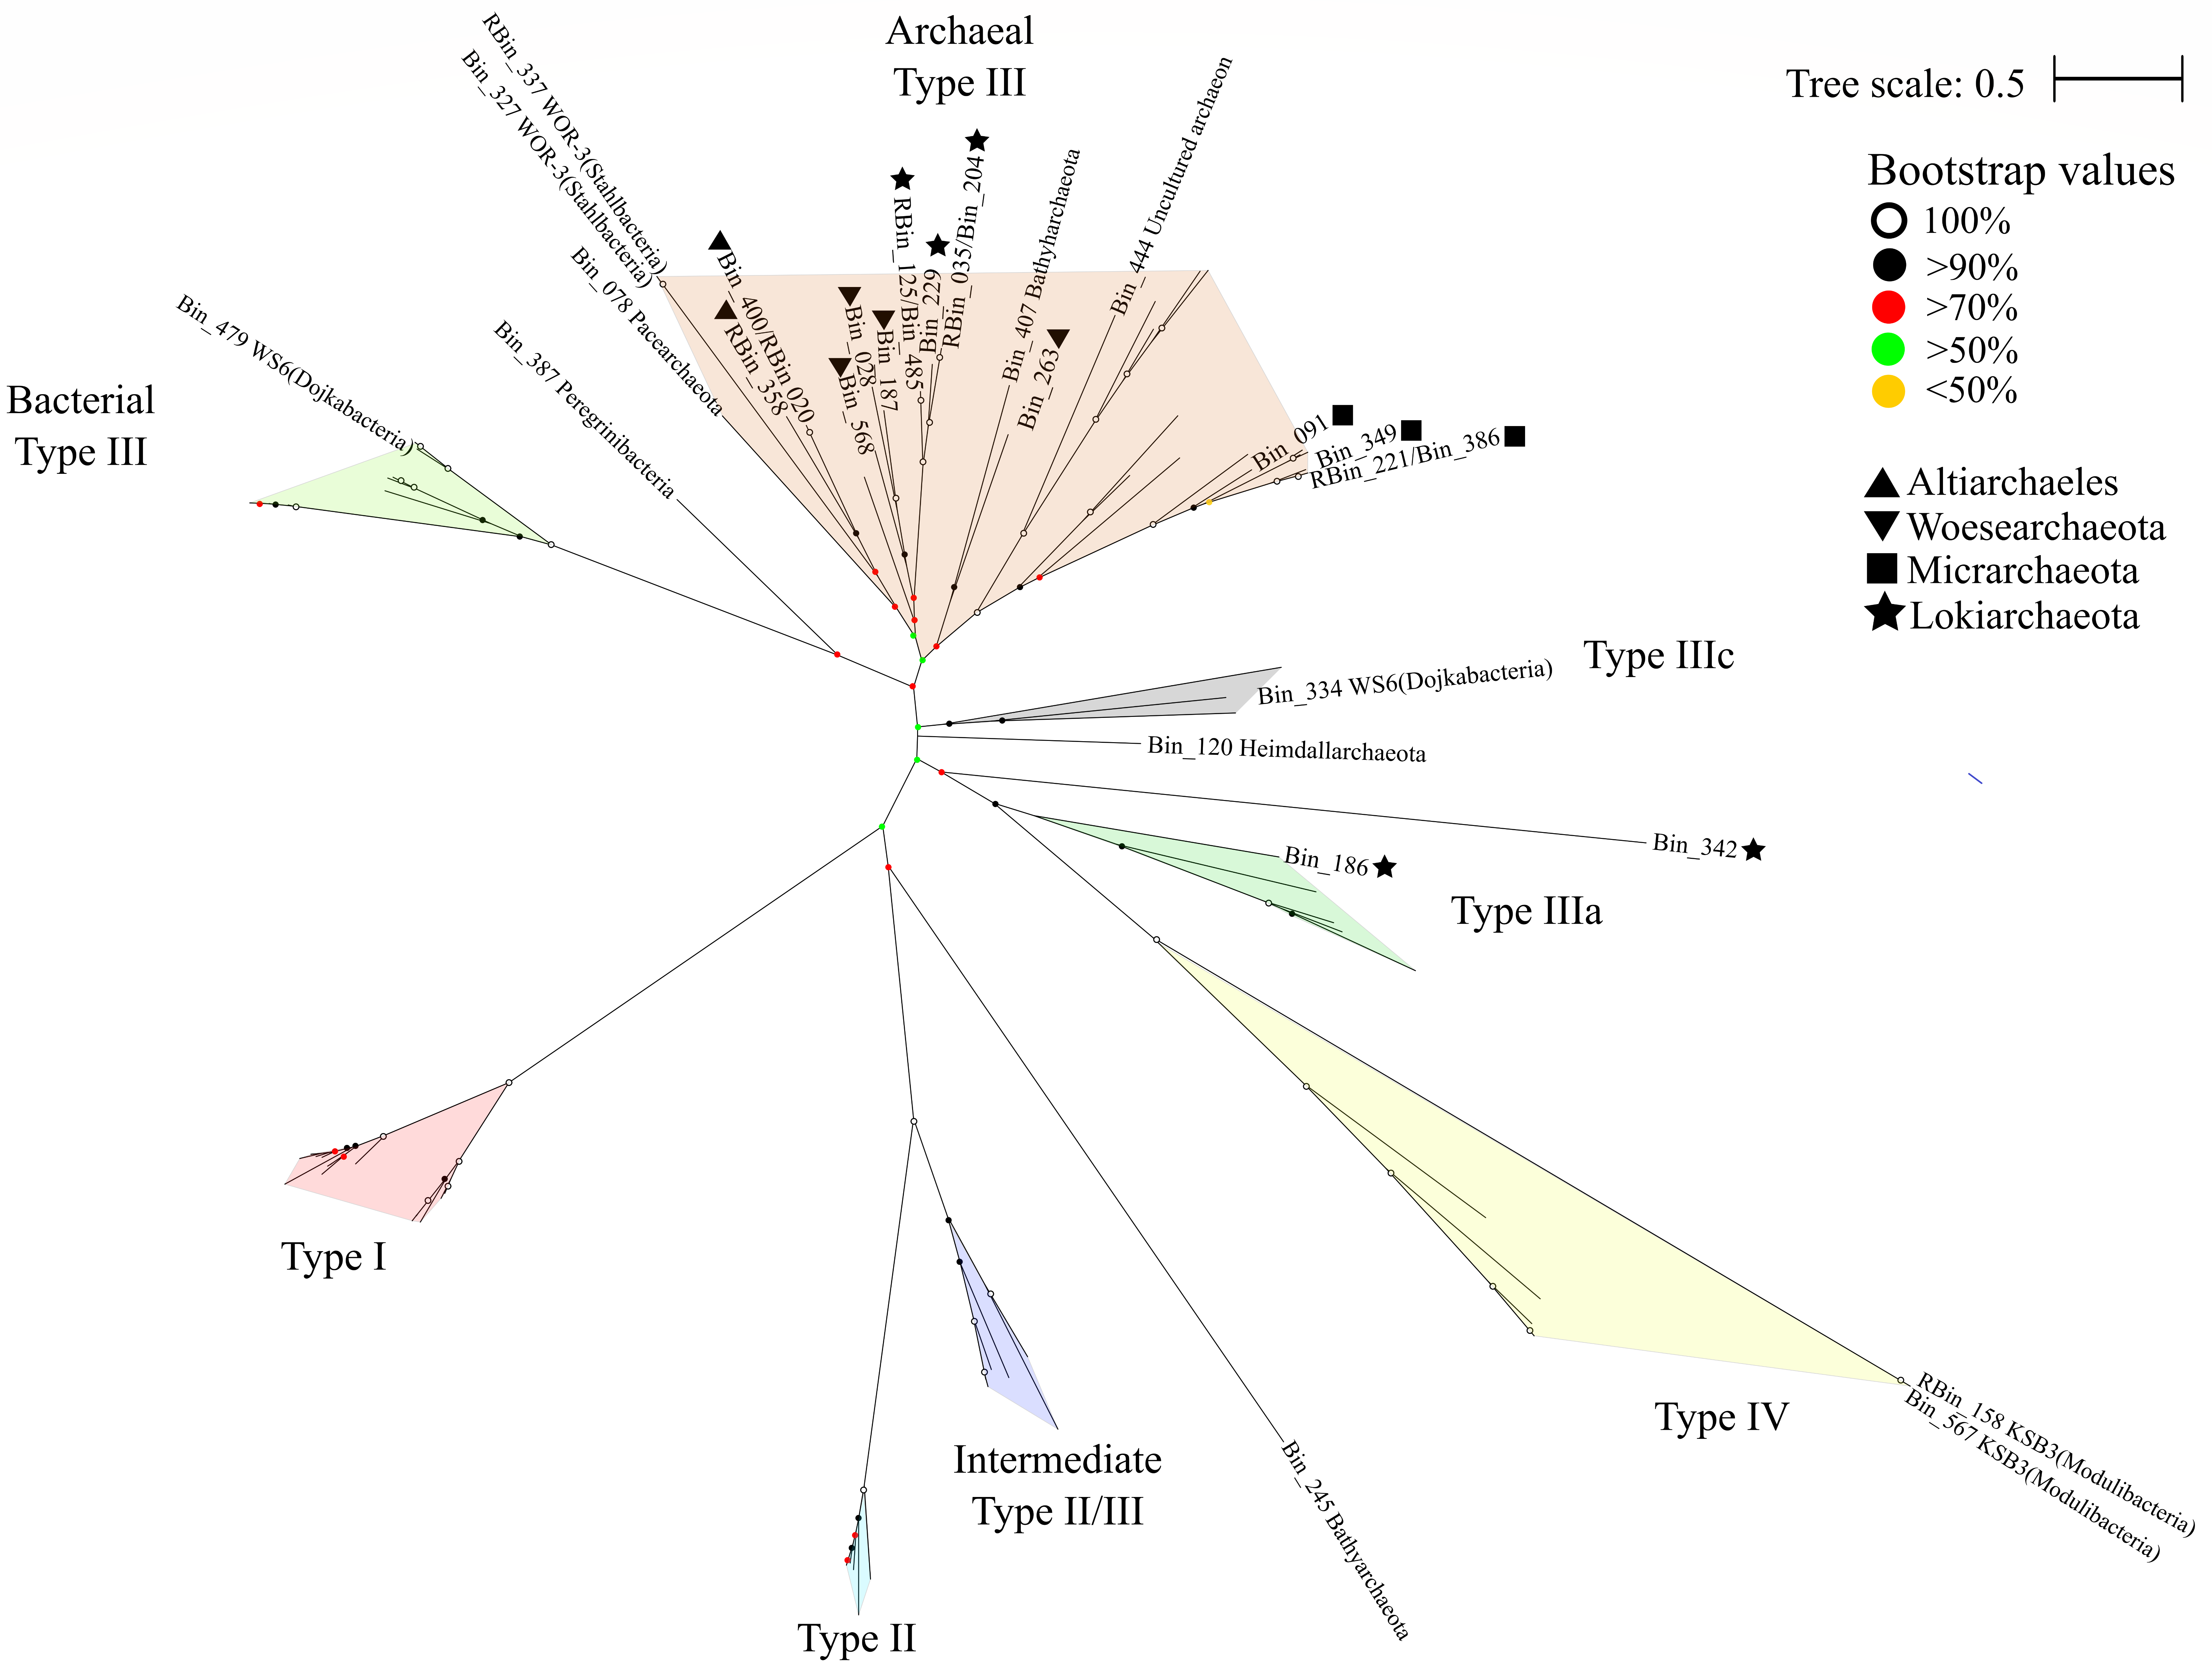 Archaeal
Type III
Tree scale: 0.5
Bootstrap values
100%
>90%
>70%
>50%
<50%
Altiarchaeles
Woesearchaeota
Micrarchaeota
Lokiarchaeota
RBin_337 WOR-3(Stahlbacteria)
Bin_327 WOR-3(Stahlbacteria)
Bin_078 Pacearchaeota
Bin_400/RBin 020
RBin_358
Bin_568
Bin_028
Bin_187
RBin_125/Bin_485
Bin_229
RBin_035/Bin_204
Bin_407 Bathyharchaeota
Bin_263
Bin_444 Uncultured archaeon
Bin_091
Bin_349
RBin_221/Bin_386
Bin_387 Peregrinibacteria
Bin_479 WS6(Dojkabacteria)
Bacterial
Type III
Type IIIc
Bin_334 WS6(Dojkabacteria)
Bin_120 Heimdallarchaeota
Bin_342
Bin_186
Type IIIa
Type I
Type IV
RBin_158 KSB3(Modulibacteria)
Bin_567 KSB3(Modulibacteria)
Intermediate
Type II/III
Bin_245 Bathyarchaeota
Type II